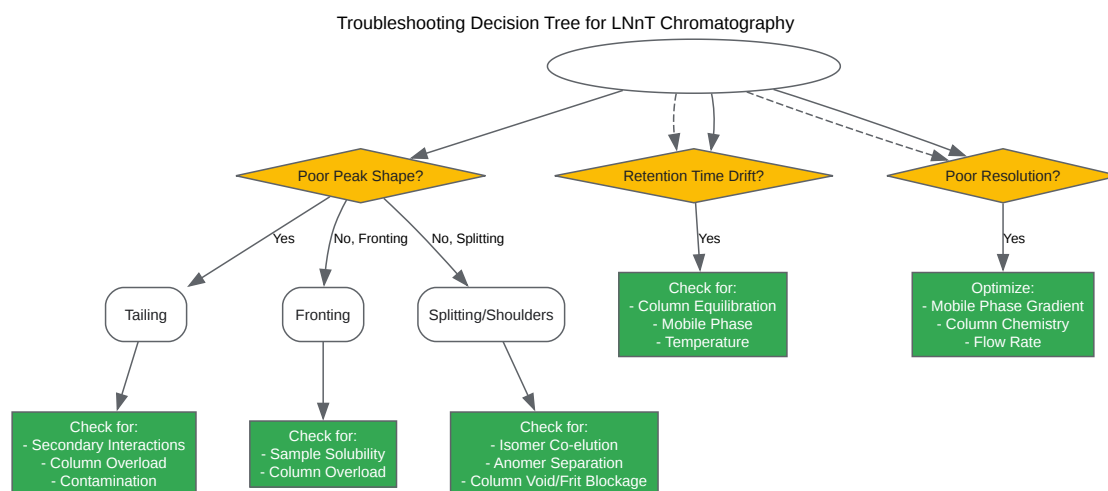 Troubleshooting Decision Tree for LNnT Chromatography
Poor Peak Shape?
Retention Time Drift?
Poor Resolution?
Yes
No, Fronting
No, Splitting
Yes
Yes
Tailing
Fronting
Splitting/Shoulders
Check for:
- Column Equilibration
- Mobile Phase
- Temperature
Optimize:
- Mobile Phase Gradient
- Column Chemistry
- Flow Rate
Check for:
- Secondary Interactions
- Column Overload
- Contamination
Check for:
- Sample Solubility
- Column Overload
Check for:
- Isomer Co-elution
- Anomer Separation
- Column Void/Frit Blockage